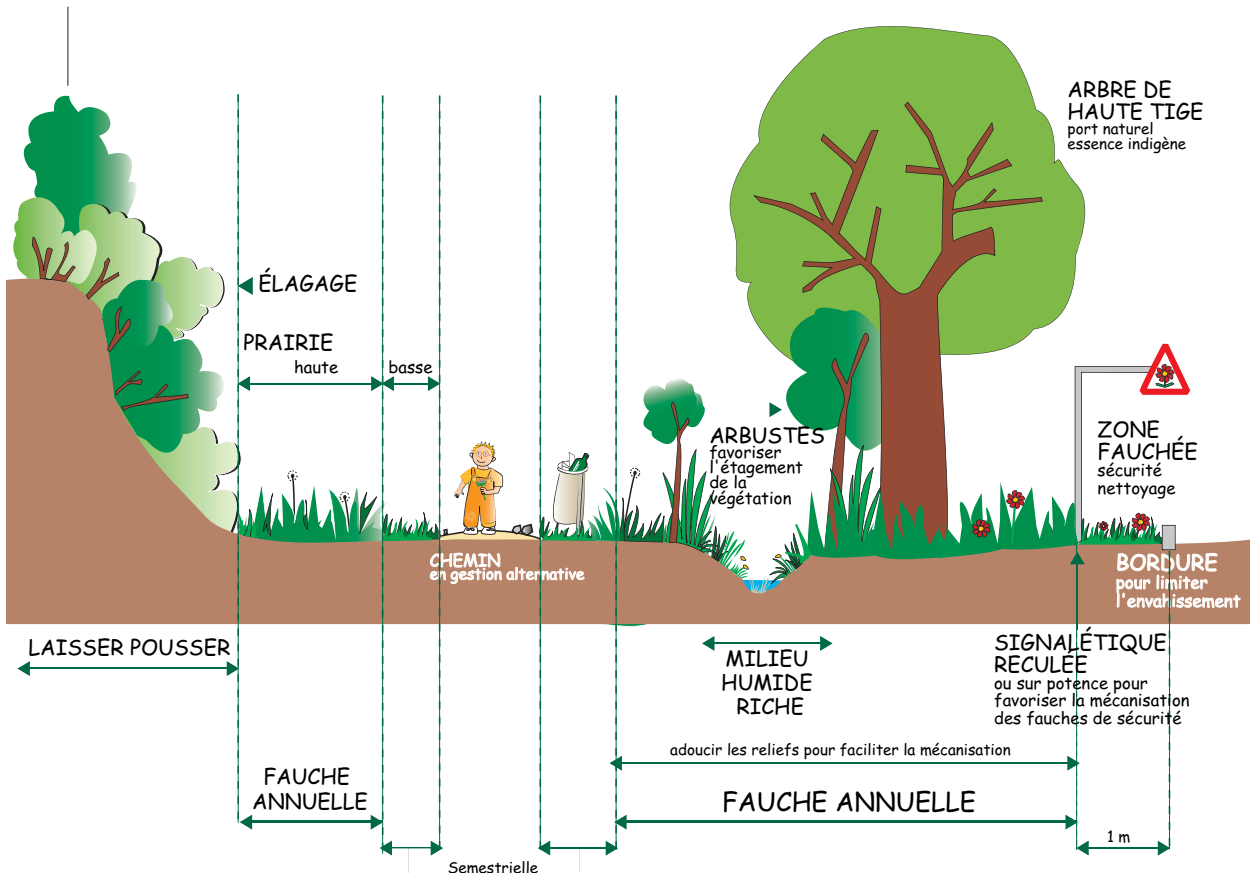 ARBRE DE
HAUTE TIGE
port naturel
essence indigène
ÉLAGAGE
PRAIRIE
haute
basse
ARBUSTES
favoriser
l'étagement
de la
végétation
ZONE
FAUCHÉE
sécurité
nettoyage
CHEMIN
en gestion alternative
BORDURE
pour limiter
l'envahissement
LAISSER POUSSER
MILIEU
HUMIDE
RICHE
SIGNALÉTIQUE
RECULÉE
ou sur potence pour
favoriser la mécanisation
des fauches de sécurité
adoucir les reliefs pour faciliter la mécanisation
FAUCHE
ANNUELLE
FAUCHE ANNUELLE
1 m
Semestrielle